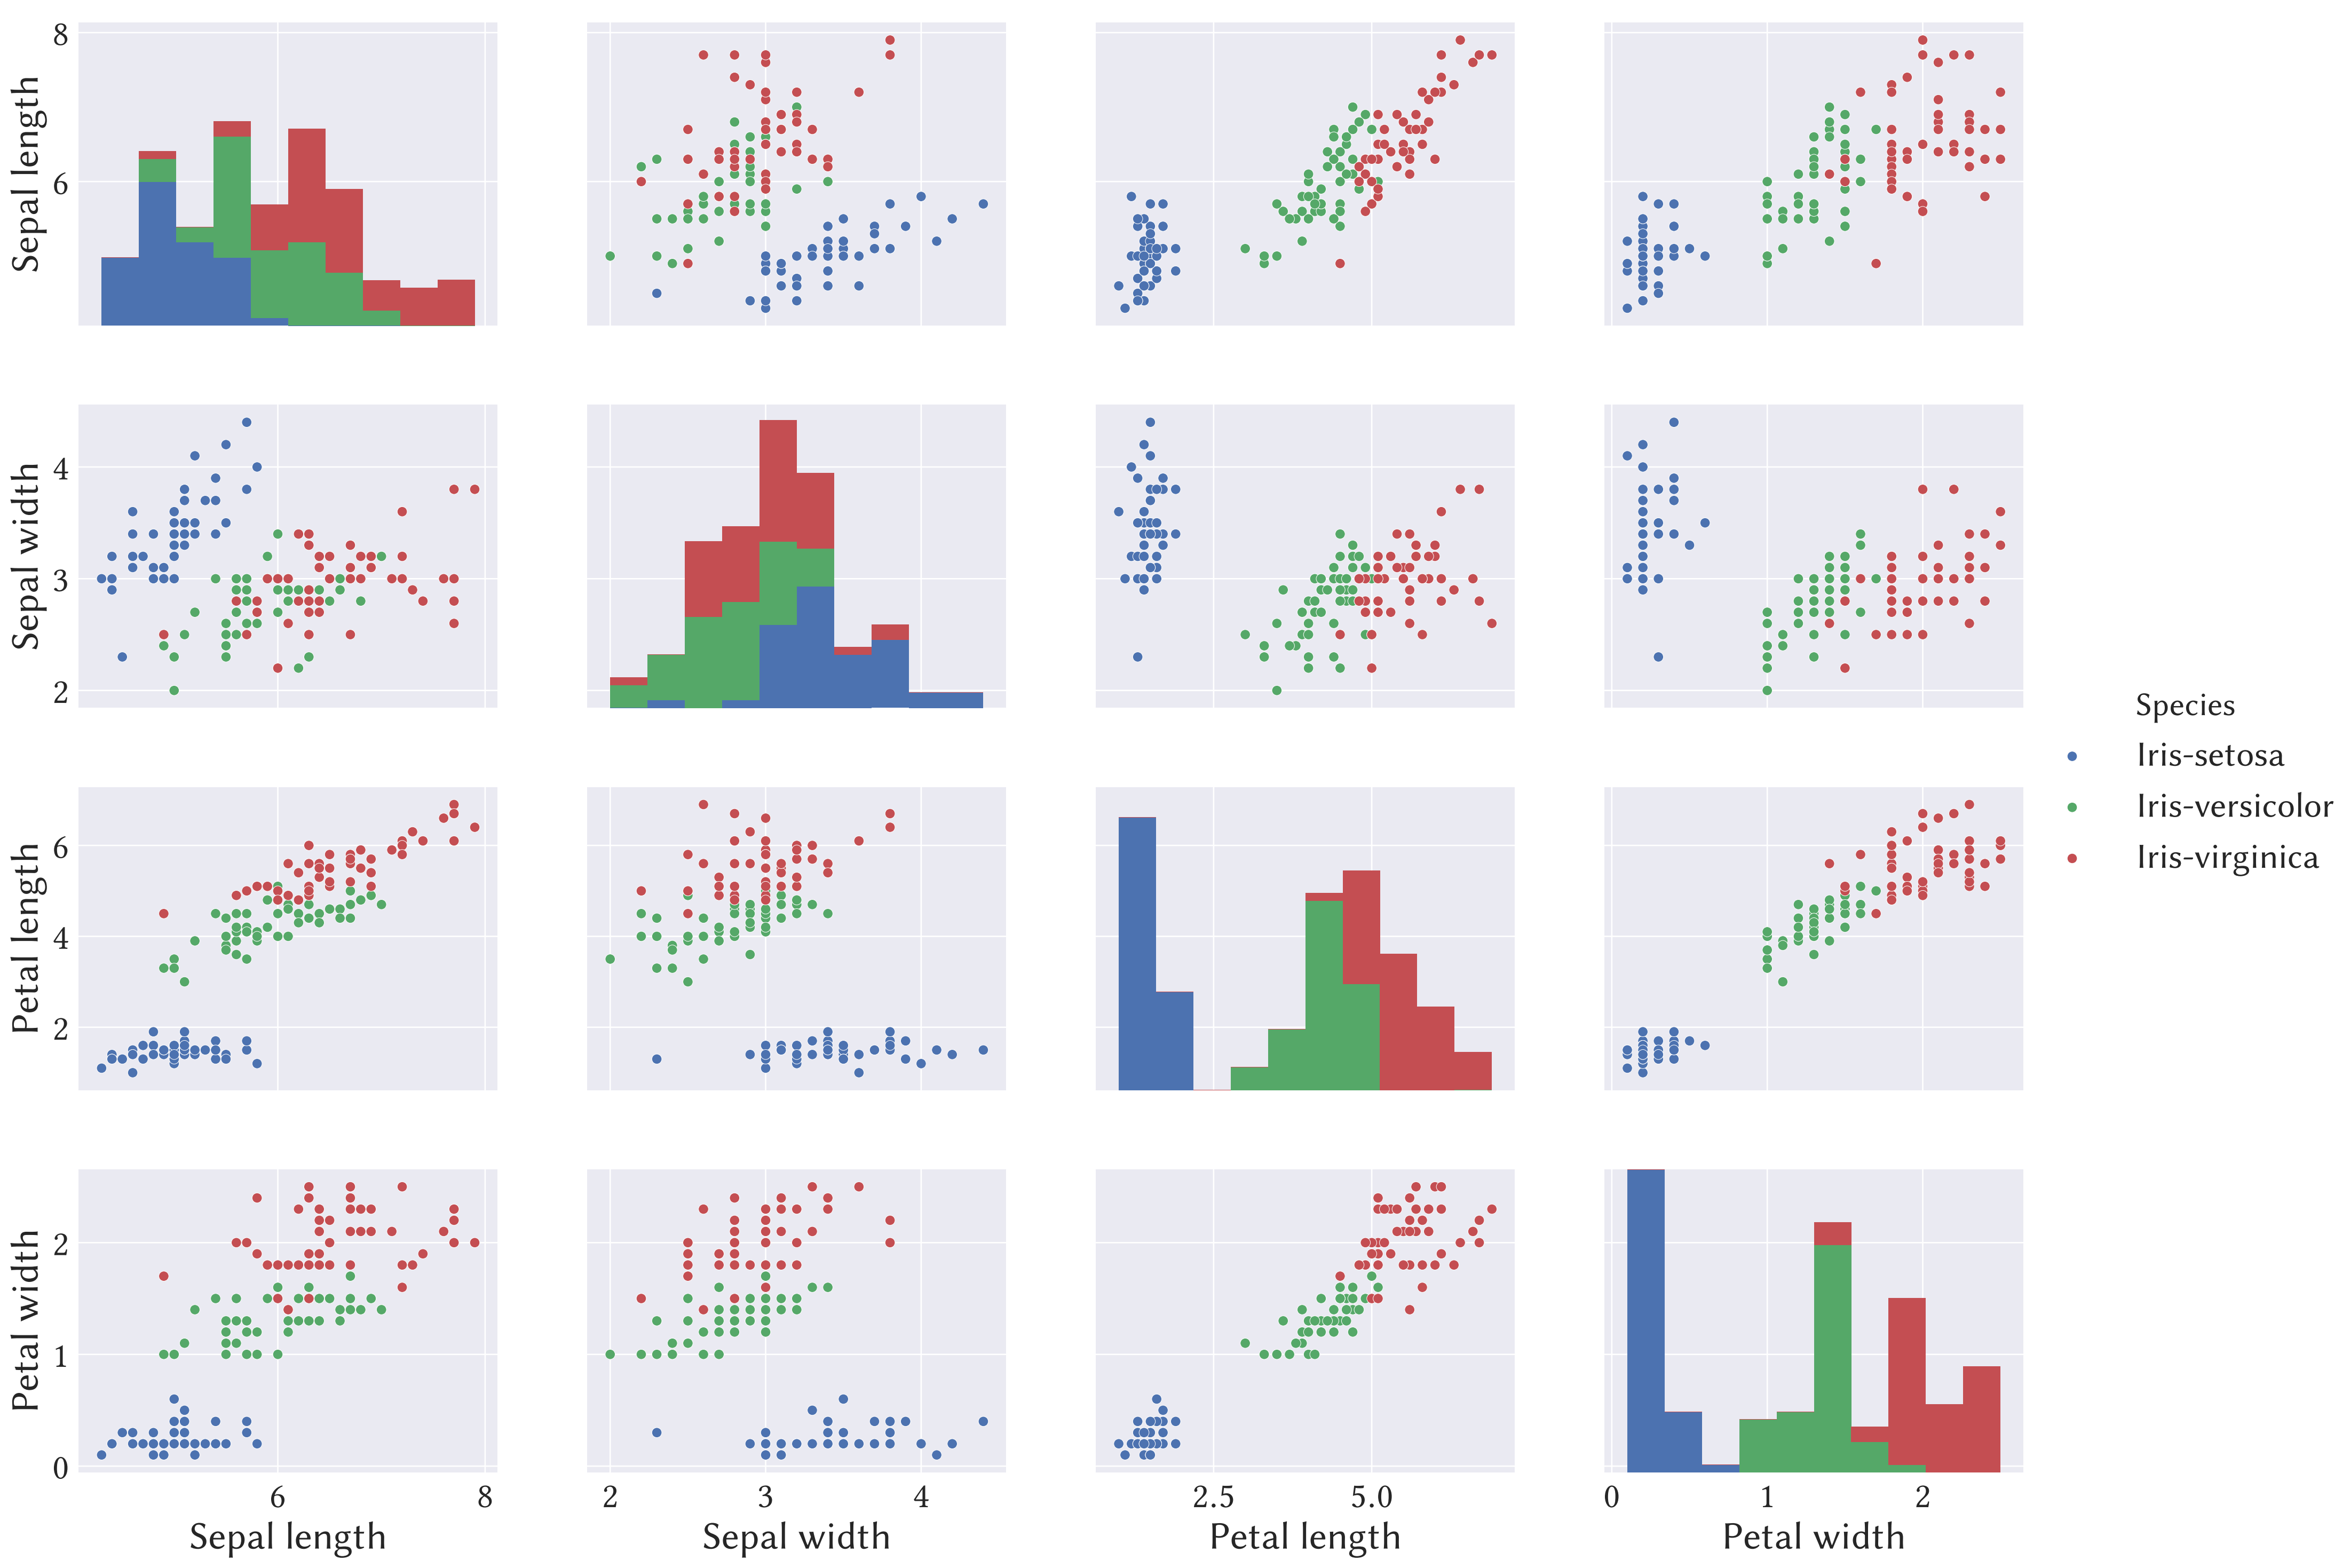 Sepal length
8
6
Sepal width
4
3
2
Petal length
6
4
2
Petal width
2
1
0
6 8
2 3 4
2.5 5.0
0 1 2
Sepal length
Sepal width
Petal length
Petal width
Species
Iris-setosa
Iris-versicolor
Iris-virginica